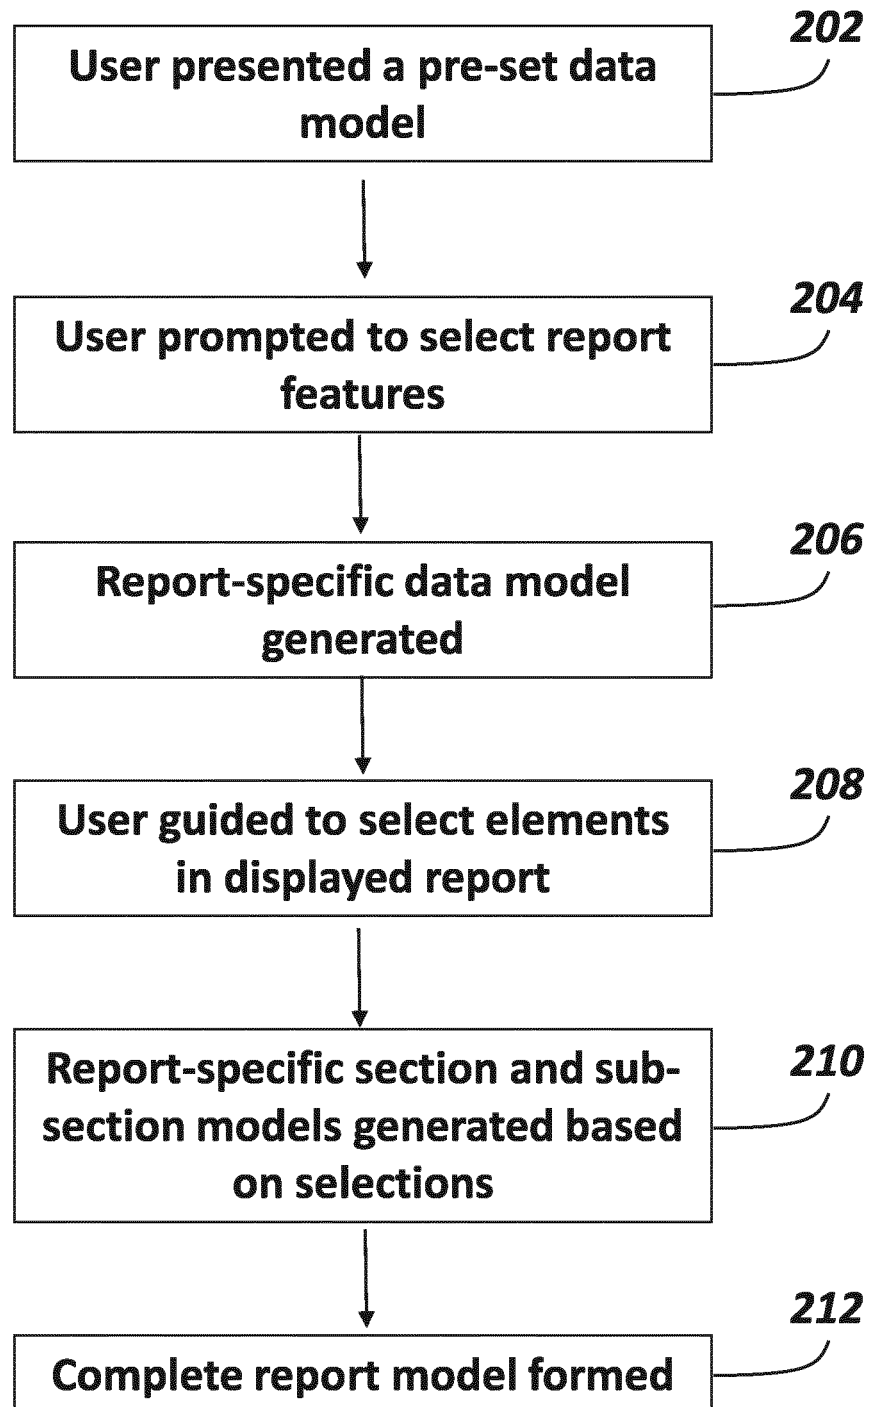 202
User presented a pre-set data
model
204
User prompted to select report
features
206
Report-specific data model
generated
208
User guided to select elements
in displayed report
210
Report-specific section and sub-
section models generated based
on selections
212
Complete report model formed